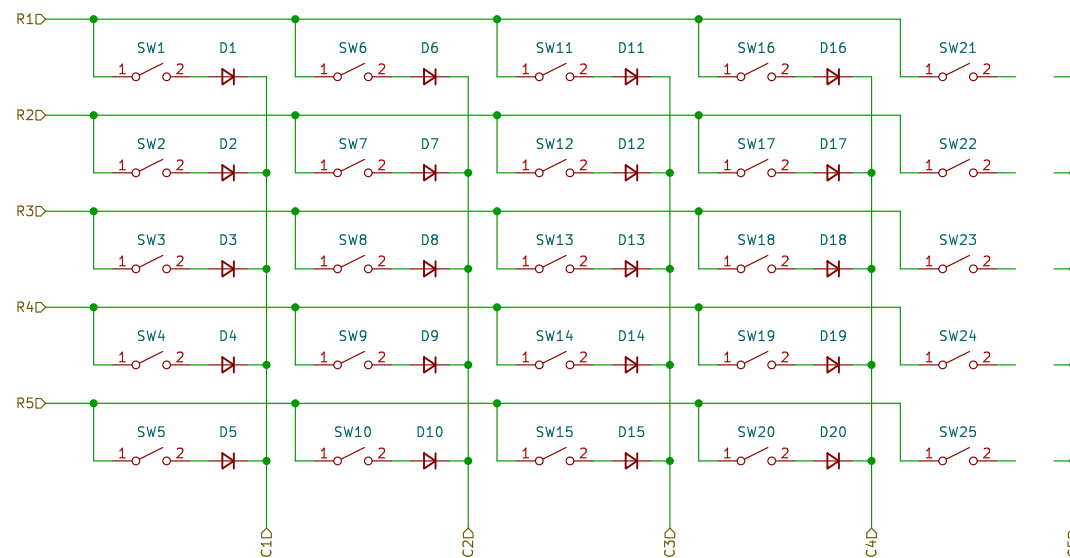 R1
SW1 D1 SW6 D6 SW11 D11 SW16 D16 SW21
1 2 1 2 1 2 1 2 1 2
R2
SW2 D2 SW7 D7 SW12 D12 SW17 D17 SW22
1 2 1 2 1 2 1 2 1 2
R3
SW3 D3 SW8 D8 SW13 D13 SW18 D18 SW23
1 2 1 2 1 2 1 2 1 2
R4
SW4 D4 SW9 D9 SW14 D14 SW19 D19 SW24
1 2 1 2 1 2 1 2 1 2
R5
SW5 D5 SW10 D10 SW15 D15 SW20 D20 SW25
1 2 1 2 1 2 1 2 1 2
C1 C2 C3 C4